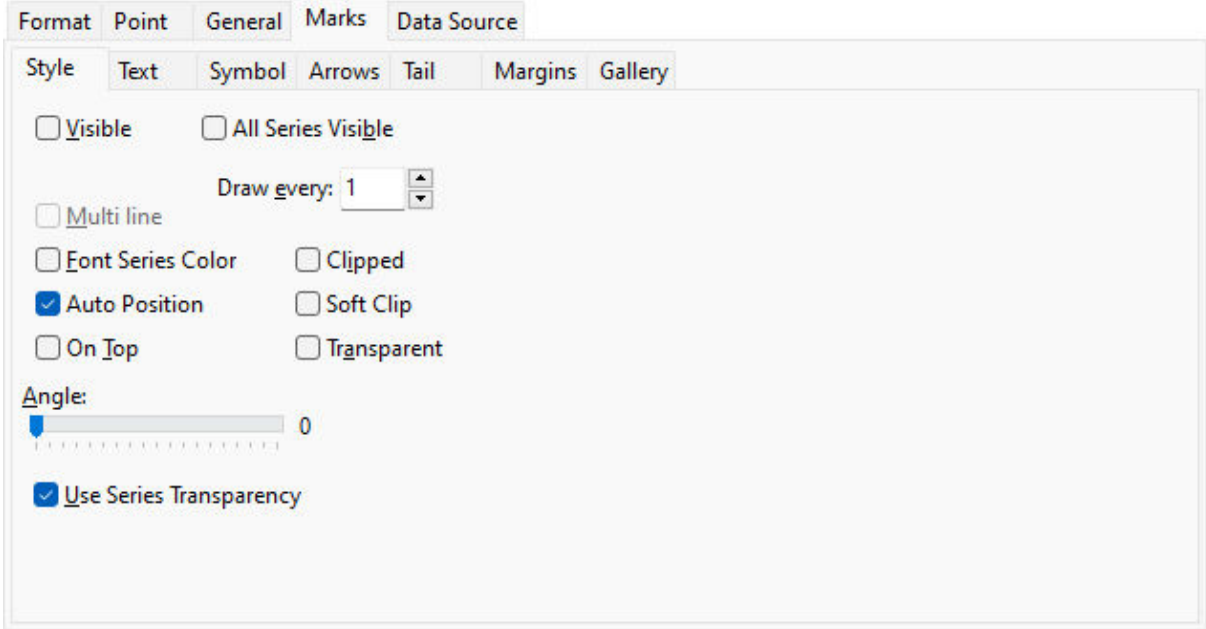 Format Point General Marks Data Source
Style Text Symbol Arrows Tail Margins Gallery
Visible All Series Visible
Draw every: 1
Multi line
Font Series Color Clipped
Auto Position Soft Clip
On Top Transparent
Angle:
0
Use Series Transparency